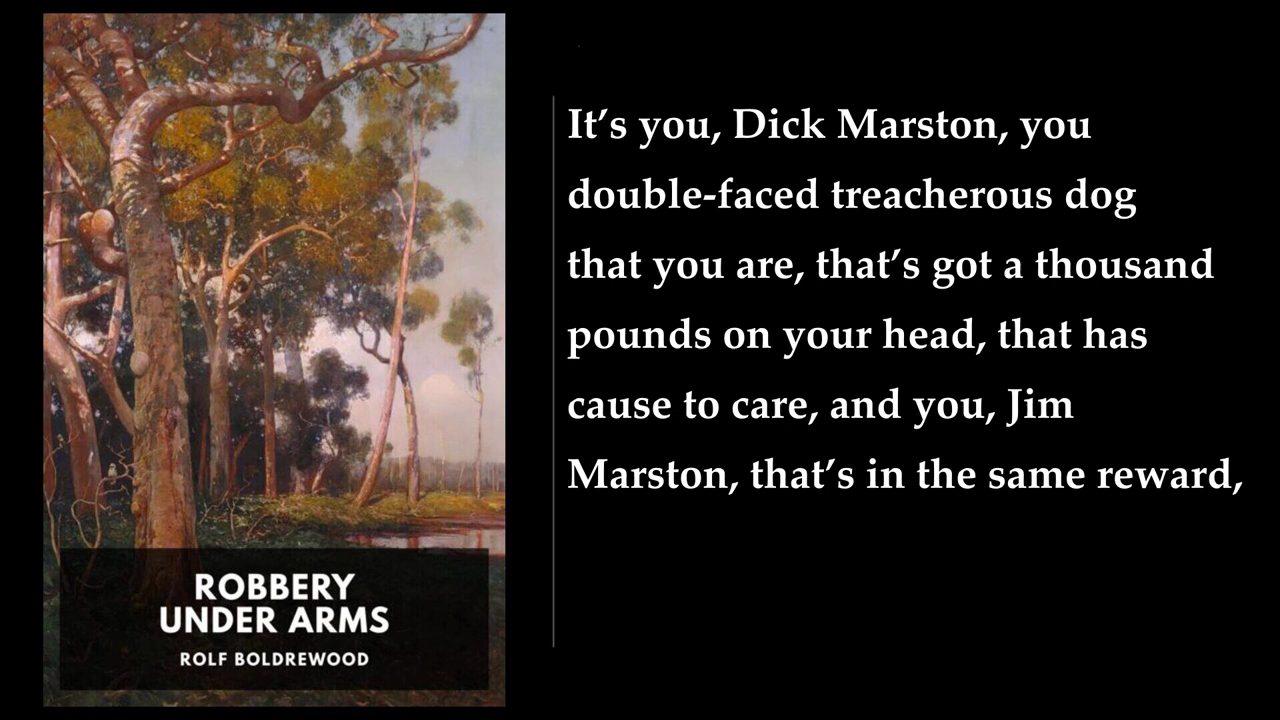 ROBBERY
UNDER ARMS
ROLF BOLDREWOOD
It’s you, Dick Marston, you
double-faced treacherous dog
that you are, that’s got a thousand
pounds on your head, that has
cause to care, and you, Jim
Marston, that’s in the same reward,